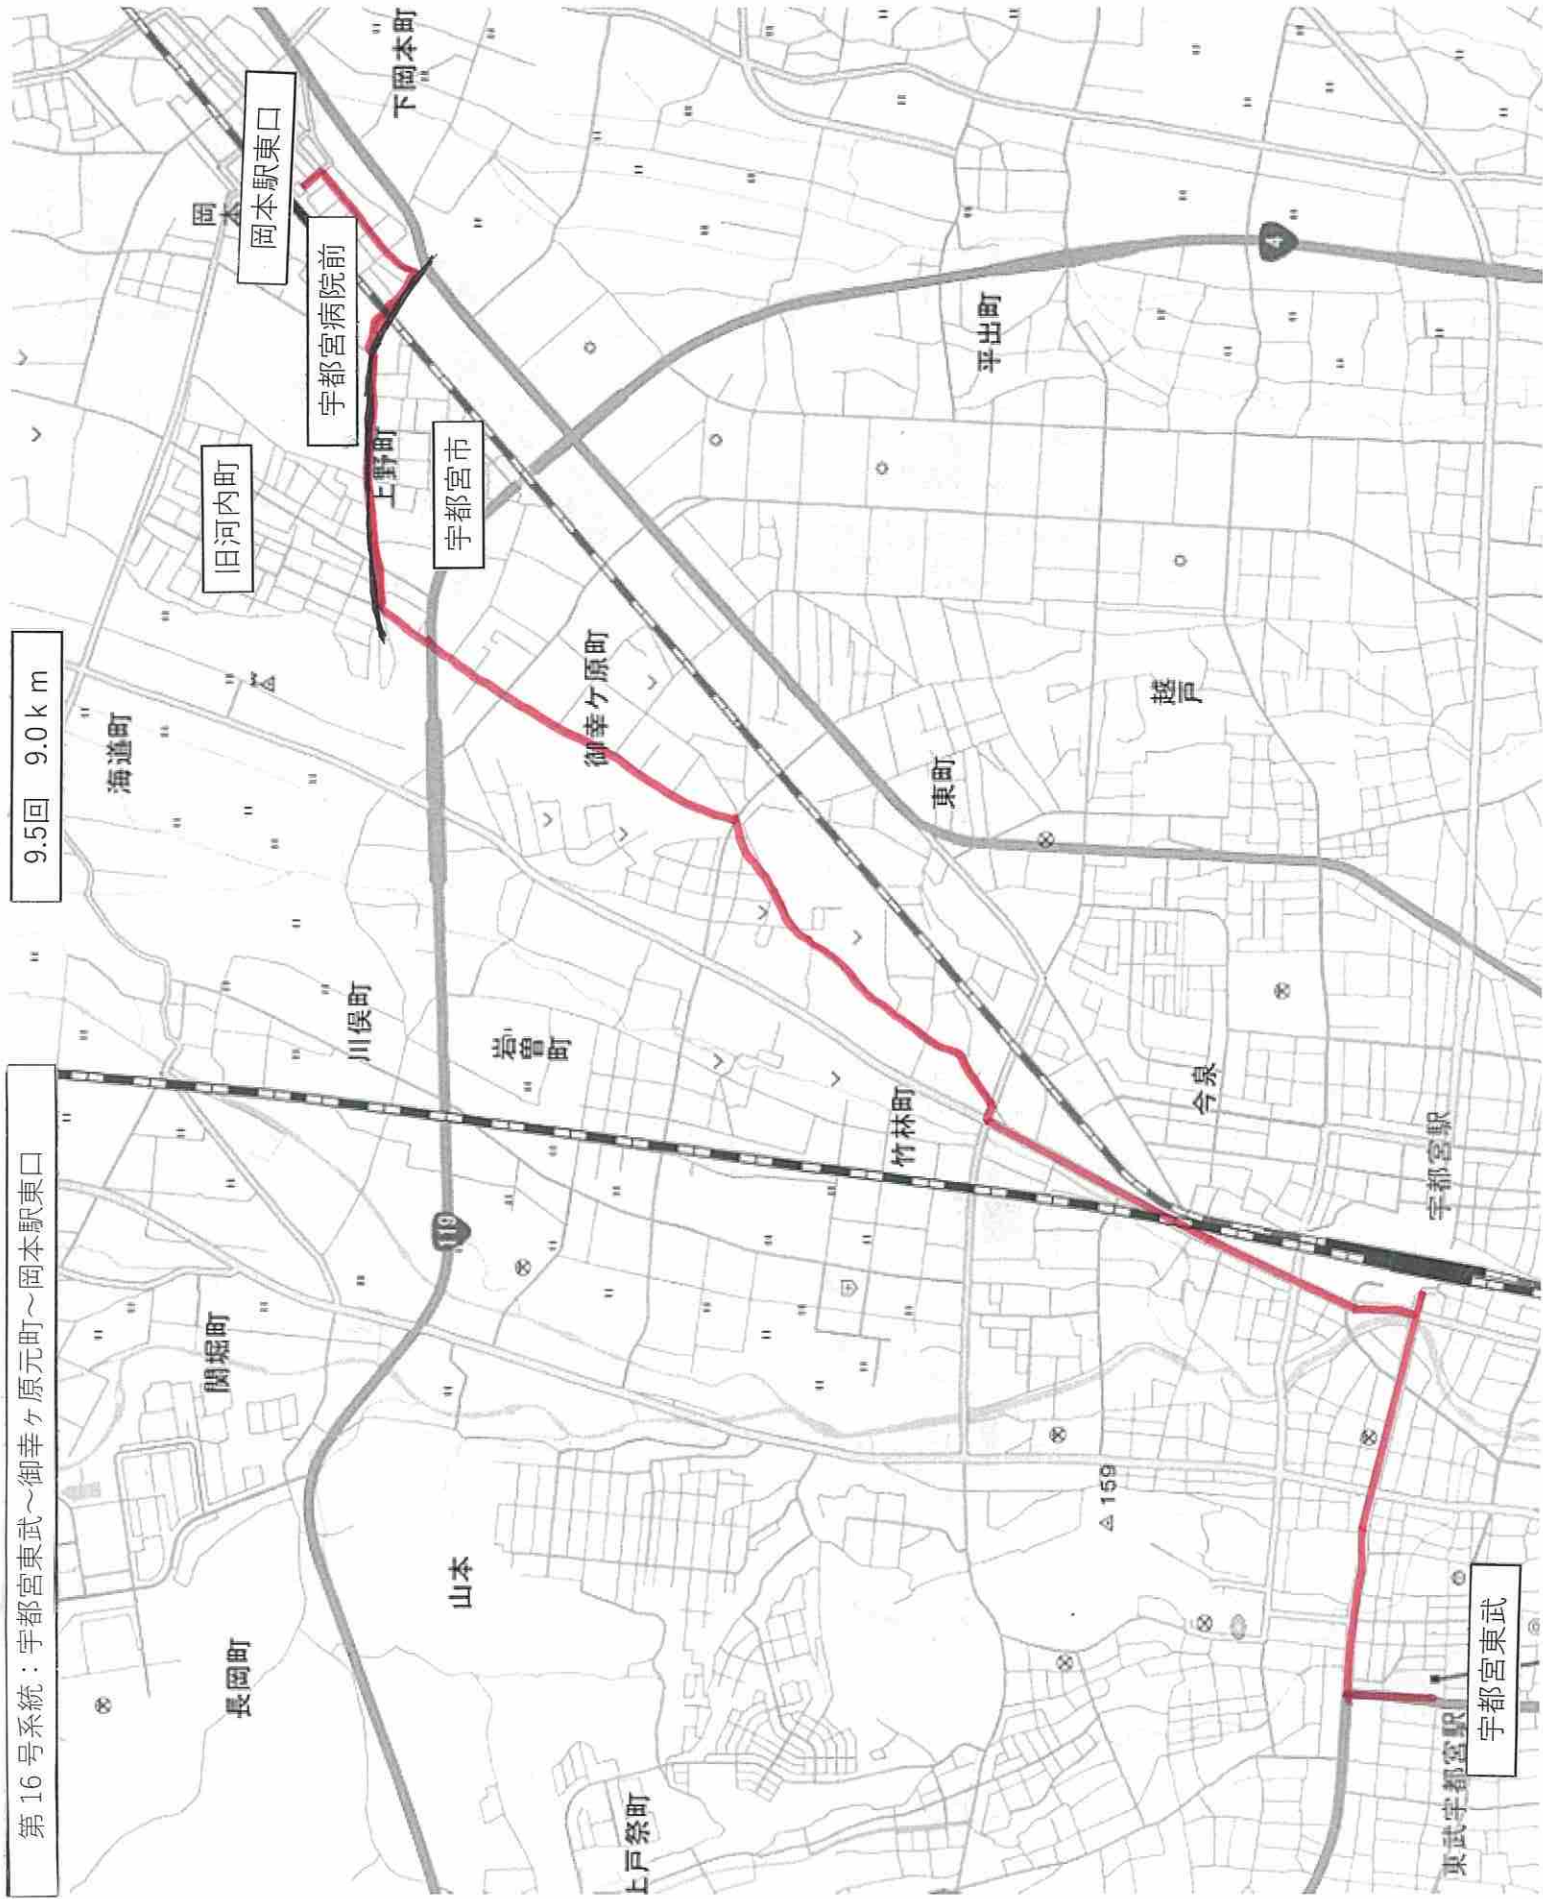 第16号系統：宇都宮東武～御幸ヶ原元町～岡本駅東口
9.5回　9.0ｋｍ
海道町
旧河内町
岡本
岡本駅東口
下岡本町
宇都宮病院前
上野町
宇都宮市
川俣町
岩曽町
御幸ケ原町
関堀町
119
長岡町
山本
竹林町
東町
平出町
4
越戸
今泉
159
上戸祭町
宇都宮駅
東武宇都宮駅
宇都宮東武